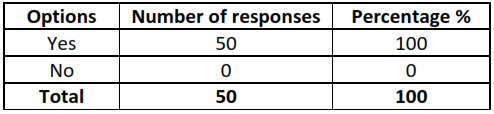 Options Number of responses Percentage %
Yes 50 100
No 0 0
Total 50 100